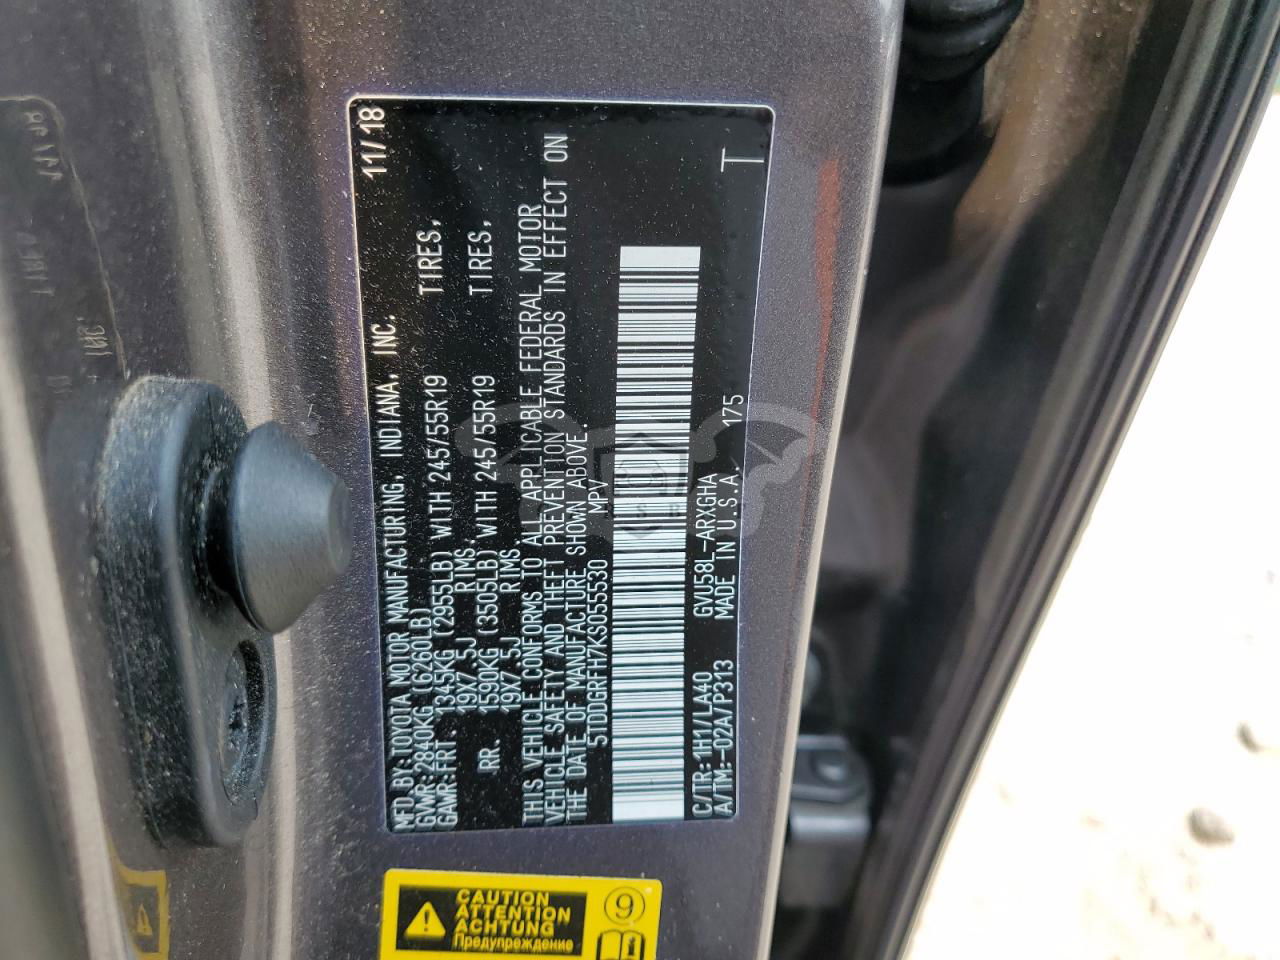 MFD.BY:TOYOTA MOTOR MANUFACTURING, INDIANA, INC. 11/18
GVWR:2840KG (6260LB)
GAWR:FRT. 1345KG (2955LB) WITH 245/55R19 TIRES,
19X7.5J RIMS.
RR. 1590KG (3505LB) WITH 245/55R19 TIRES,
19X7.5J RIMS.
THIS VEHICLE CONFORMS TO ALL APPLICABLE FEDERAL MOTOR
VEHICLE SAFETY AND THEFT PREVENTION STANDARDS IN EFFECT ON
THE DATE OF MANUFACTURE SHOWN ABOVE.
5TDDGRFH7KS055530 MPV
C/TR:1H1/LA40 GVU58L-ARXGHA
A/TM:-02A/P313 MADE IN U.S.A. 175 T
CAUTION
ATTENTION
ACHTUNG
Предупреждение
9